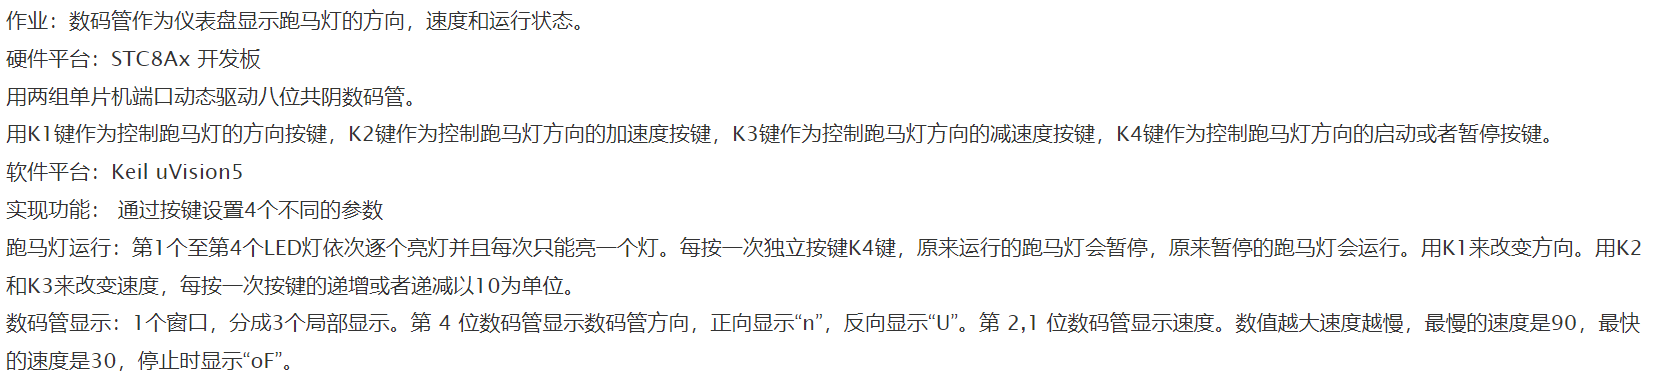 作业：数码管作为仪表盘显示跑马灯的方向，速度和运行状态。
硬件平台：STC8Ax 开发板
用两组单片机端口动态驱动八位共阴数码管。
用K1键作为控制跑马灯的方向按键，K2键作为控制跑马灯方向的加速度按键，K3键作为控制跑马灯方向的减速度按键，K4键作为控制跑马灯方向的启动或者暂停按键。
软件平台：Keil uVision5
实现功能： 通过按键设置4个不同的参数
跑马灯运行：第1个至第4个LED灯依次逐个亮灯并且每次只能亮一个灯。每按一次独立按键K4键，原来运行的跑马灯会暂停，原来暂停的跑马灯会运行。用K1来改变方向。用K2
和K3来改变速度，每按一次按键的递增或者递减以10为单位。
数码管显示：1个窗口，分成3个局部显示。第 4 位数码管显示数码管方向，正向显示“n”，反向显示“U”。第 2,1 位数码管显示速度。数值越大速度越慢，最慢的速度是90，最快
的速度是30，停止时显示“oF”。